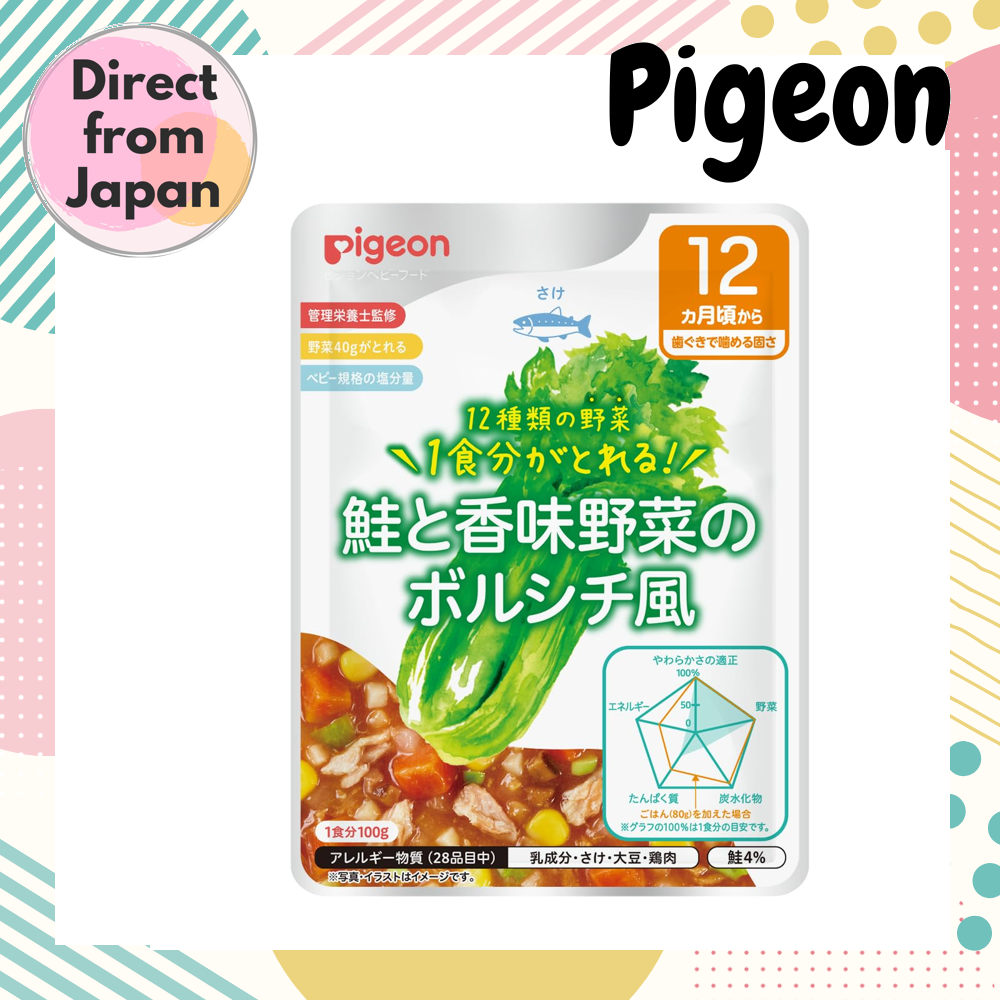 Direct
from
Japan
Pigeon
pigeon
ピジョンベビーフード
12
カ月頃から
歯ぐきで噛める固さ
さけ
管理栄養士監修
野菜40gがとれる
ベビー規格の塩分量
12種類の野菜
1食分がとれる!
鮭と香味野菜の
ボルシチ風
やわらかさの適正
100%
エネルギー
50
野菜
0
たんぱく質
炭水化物
ごはん(80g)を加えた場合
※グラフの100%は1食分の目安です。
1食分100g
アレルギー物質(28品目中)
乳成分・さけ・大豆・鶏肉
鮭4%
※写真・イラストはイメージです。